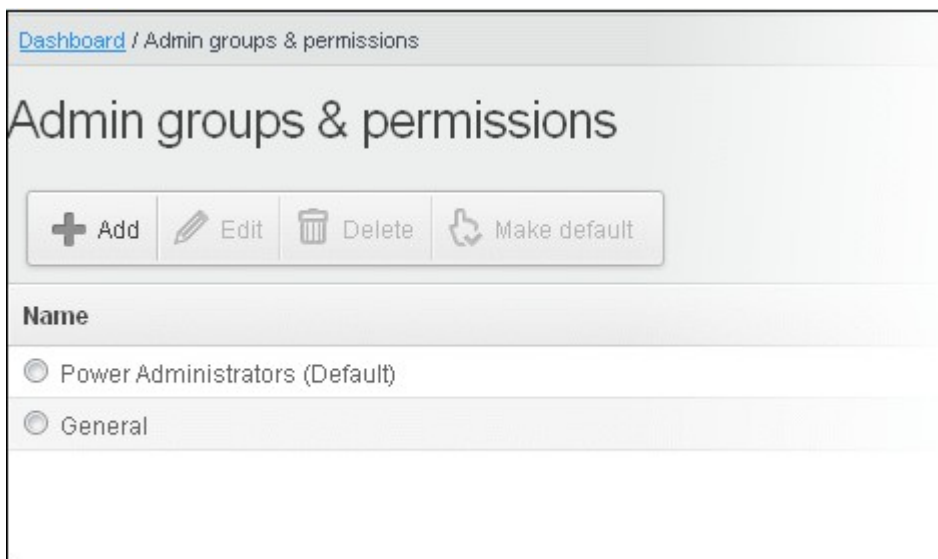 Dashboard / Admin groups & permissions
Admin groups & permissions
Add Edit Delete Make default
Name
Power Administrators (Default)
General